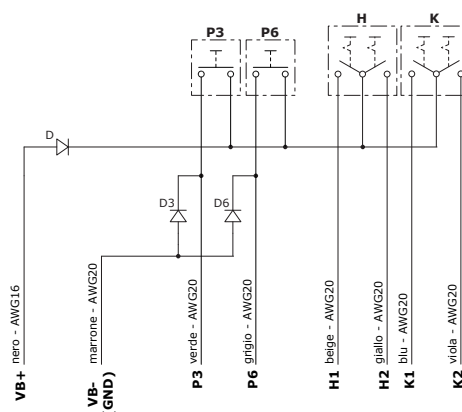 P3
P6
H
K
D
D3
D6
nero - AWG16
VB+
marrone - AWG20
VB-
(GND)
verde - AWG20
P3
grigio - AWG20
P6
beige - AWG20
H1
giallo - AWG20
H2
blu - AWG20
K1
viola - AWG20
K2